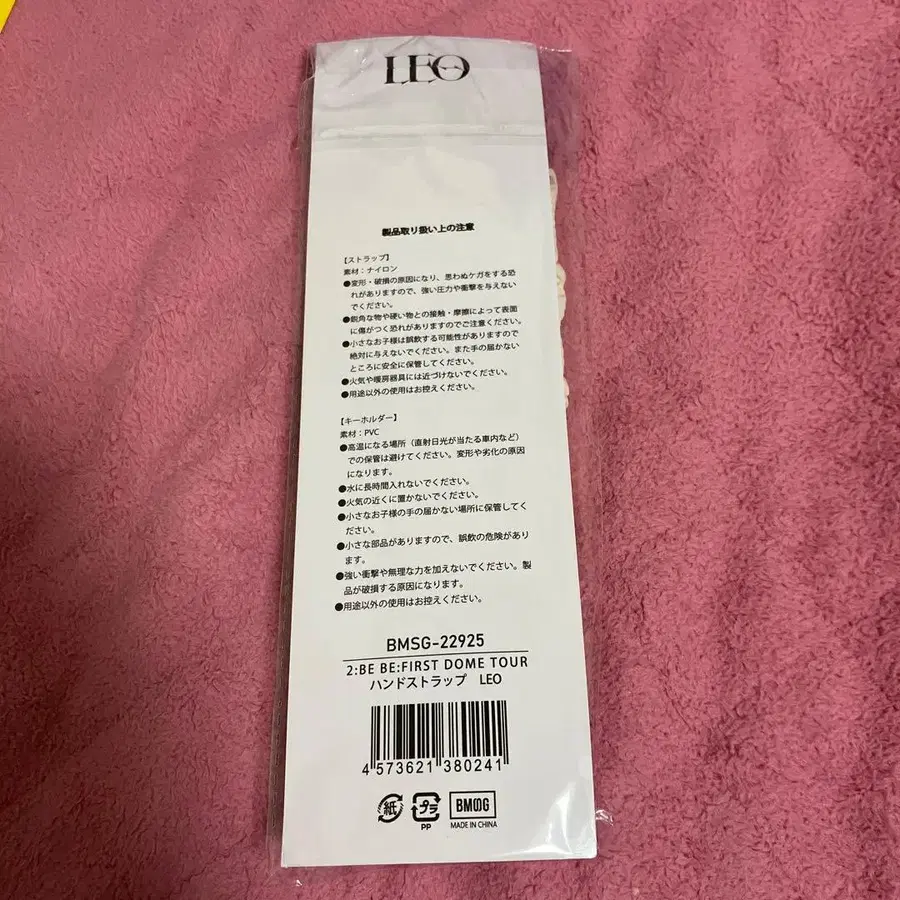 LEO
製品取り扱い上の注意
【ストラップ】
素材：ナイロン
●変形・破損の原因になり、思わぬケガをする恐
れがありますので、強い圧力や衝撃を与えない
でください。
●鋭角な物や硬い物との接触・摩擦によって表面
に傷がつく恐れがありますのでご注意ください。
●小さなお子様は誤飲する可能性がありますので
絶対に与えないでください。また手の届かない
ところに安全に保管してください。
●火気や暖房器具には近づけないでください。
●用途以外の使用はお控えください。
【キーホルダー】
素材：PVC
●高温になる場所（直射日光が当たる車内など）
での保管は避けてください。変形や劣化の原因
になります。
●水に長時間入れないでください。
●火気の近くに置かないでください。
●小さなお子様の手の届かない場所に保管してく
ださい。
●小さな部品がありますので、誤飲の危険があり
ます。
●強い衝撃や無理な力を加えないでください。製
品が破損する原因になります。
●用途以外の使用はお控えください。
BMSG-22925
2:BE BE:FIRST DOME TOUR
ハンドストラップ LEO
4 573621 380241
紙 プラ BMSG
PP MADE IN CHINA